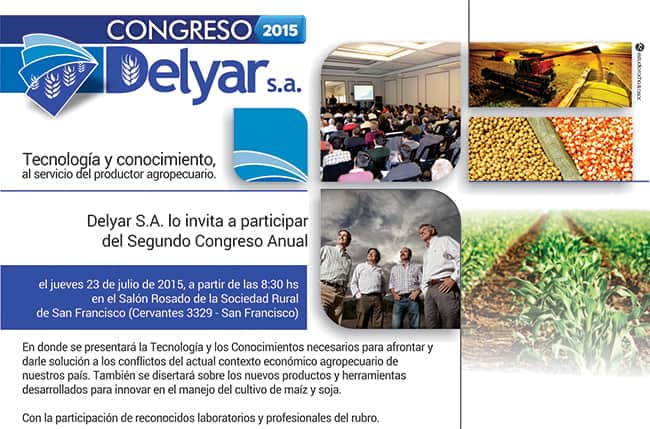 CONGRESO 2015
Delyar s.a.
Tecnología y conocimiento,
al servicio del productor agropecuario.
Delyar S.A. lo invita a participar
del Segundo Congreso Anual
el jueves 23 de julio de 2015, a partir de las 8:30 hs
en el Salón Rosado de la Sociedad Rural
de San Francisco (Cervantes 3329 - San Francisco)
En donde se presentará la Tecnología y los Conocimientos necesarios para afrontar y
darle solución a los conflictos del actual contexto económico agropecuario de
nuestros país. También se disertará sobre los nuevos productos y herramientas
desarrollados para innovar en el manejo del cultivo de maíz y soja.
Con la participación de reconocidos laboratorios y profesionales del rubro.